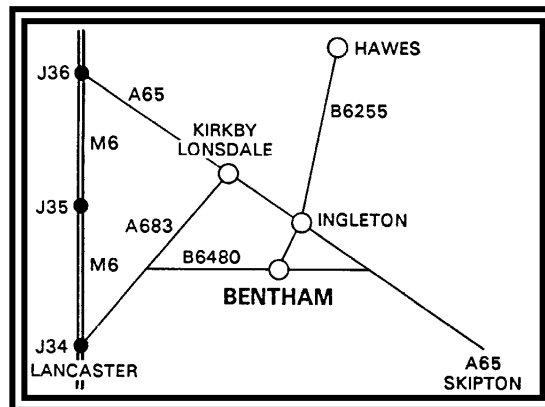 HAWES
J36
A65
B6255
M6
KIRKBY
LONSDALE
J35
A683
INGLETON
M6
B6480
BENTHAM
J34
LANCASTER
A65
SKIPTON